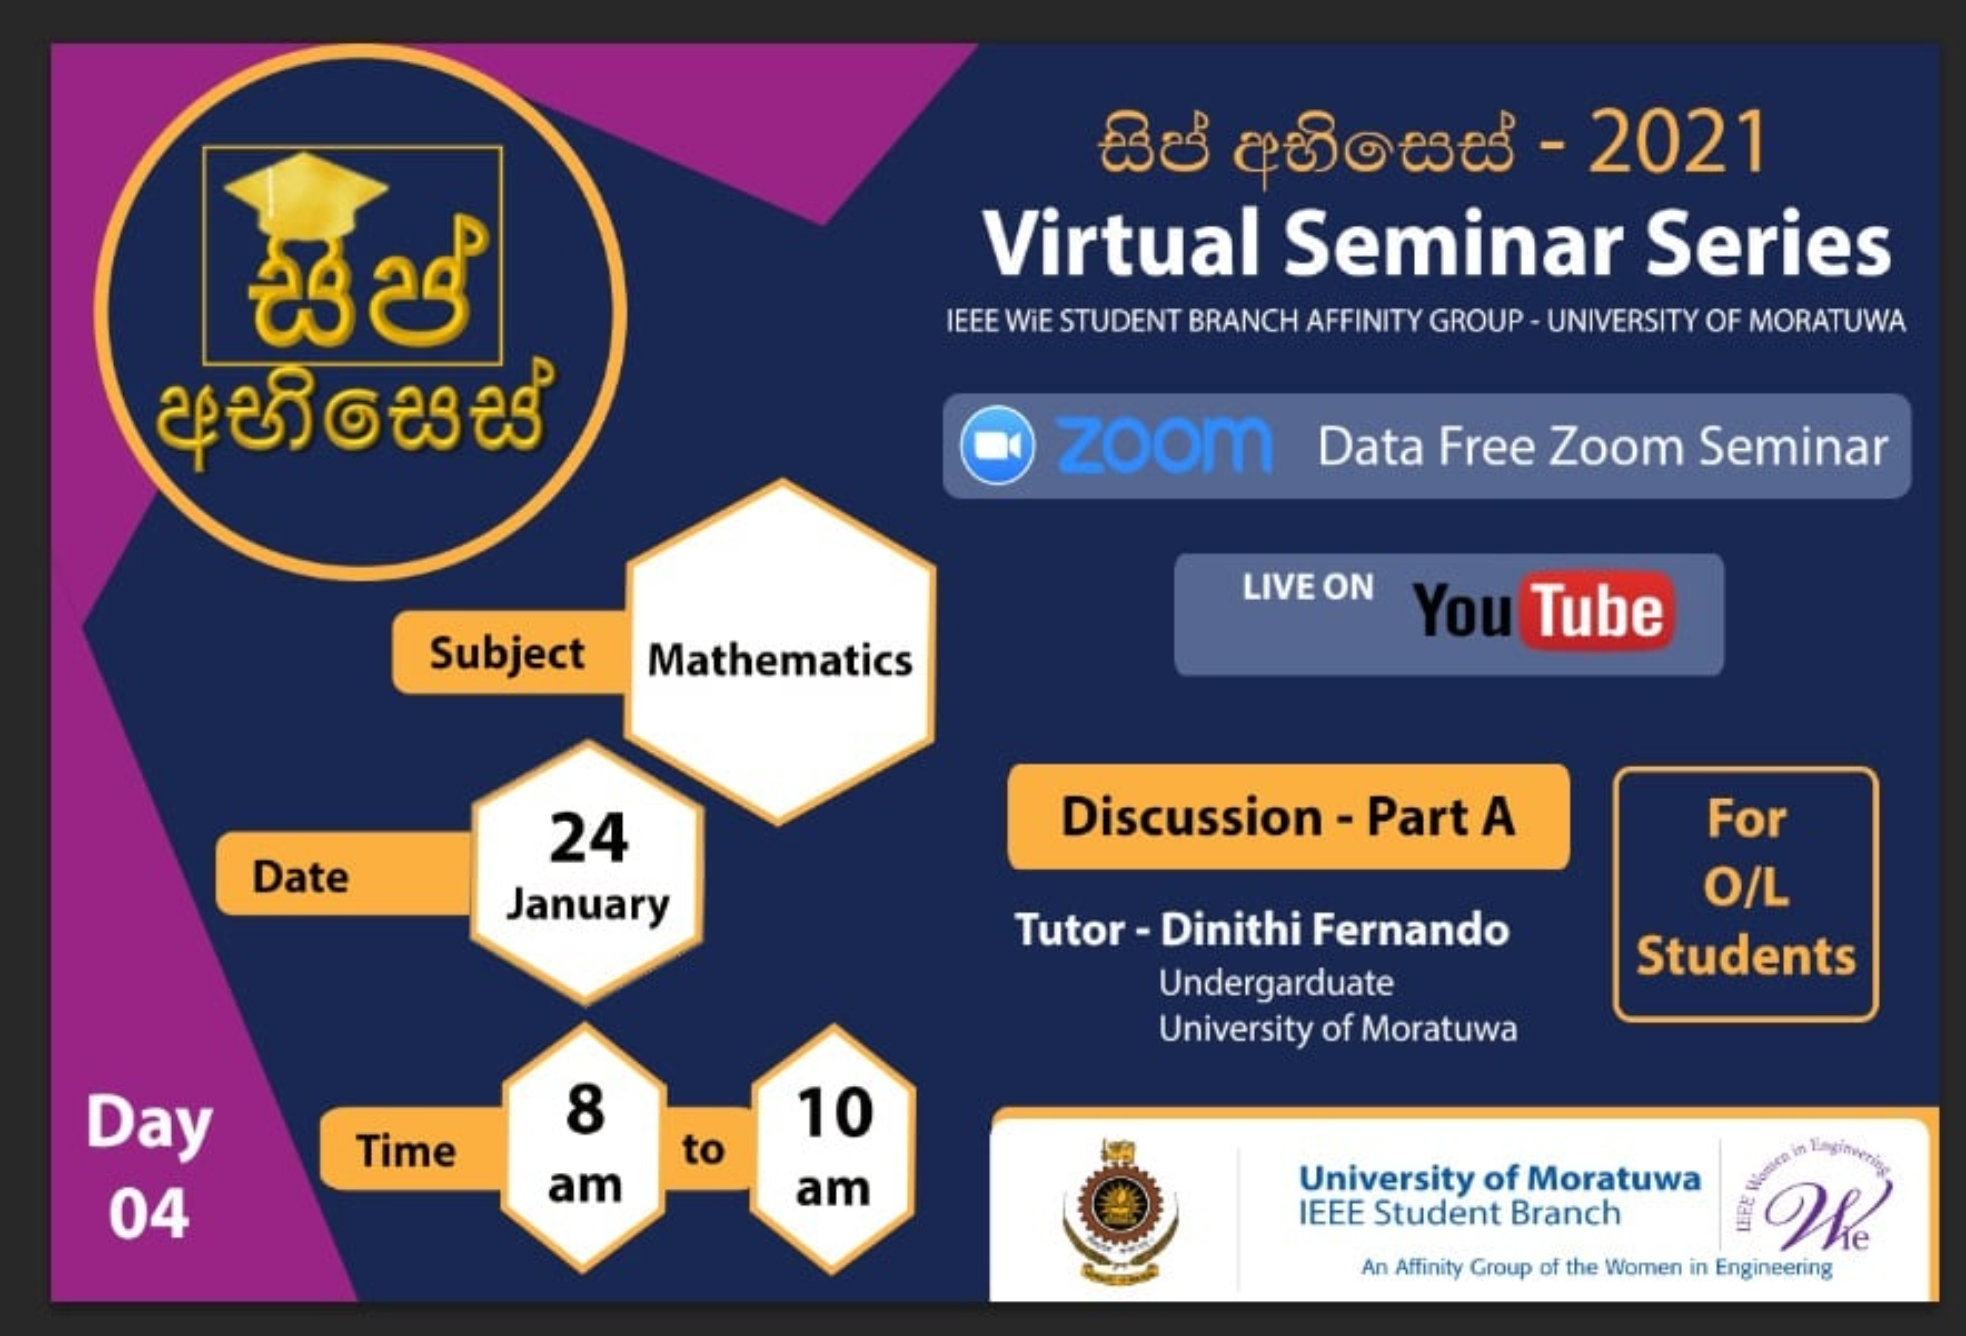 සිප්
අභිසෙස්
සිප් අභිසෙස් - 2021
Virtual Seminar Series
IEEE WiE STUDENT BRANCH AFFINITY GROUP - UNIVERSITY OF MORATUWA
zoom Data Free Zoom Seminar
LIVE ON YouTube
Subject Mathematics
Date 24
January
Time 8
am
to 10
am
Day
04
Discussion - Part A
Tutor - Dinithi Fernando
Undergarduate
University of Moratuwa
For
O/L
Students
University of Moratuwa
IEEE Student Branch
An Affinity Group of the Women in Engineering
IEEE Women in Engineering
Wie